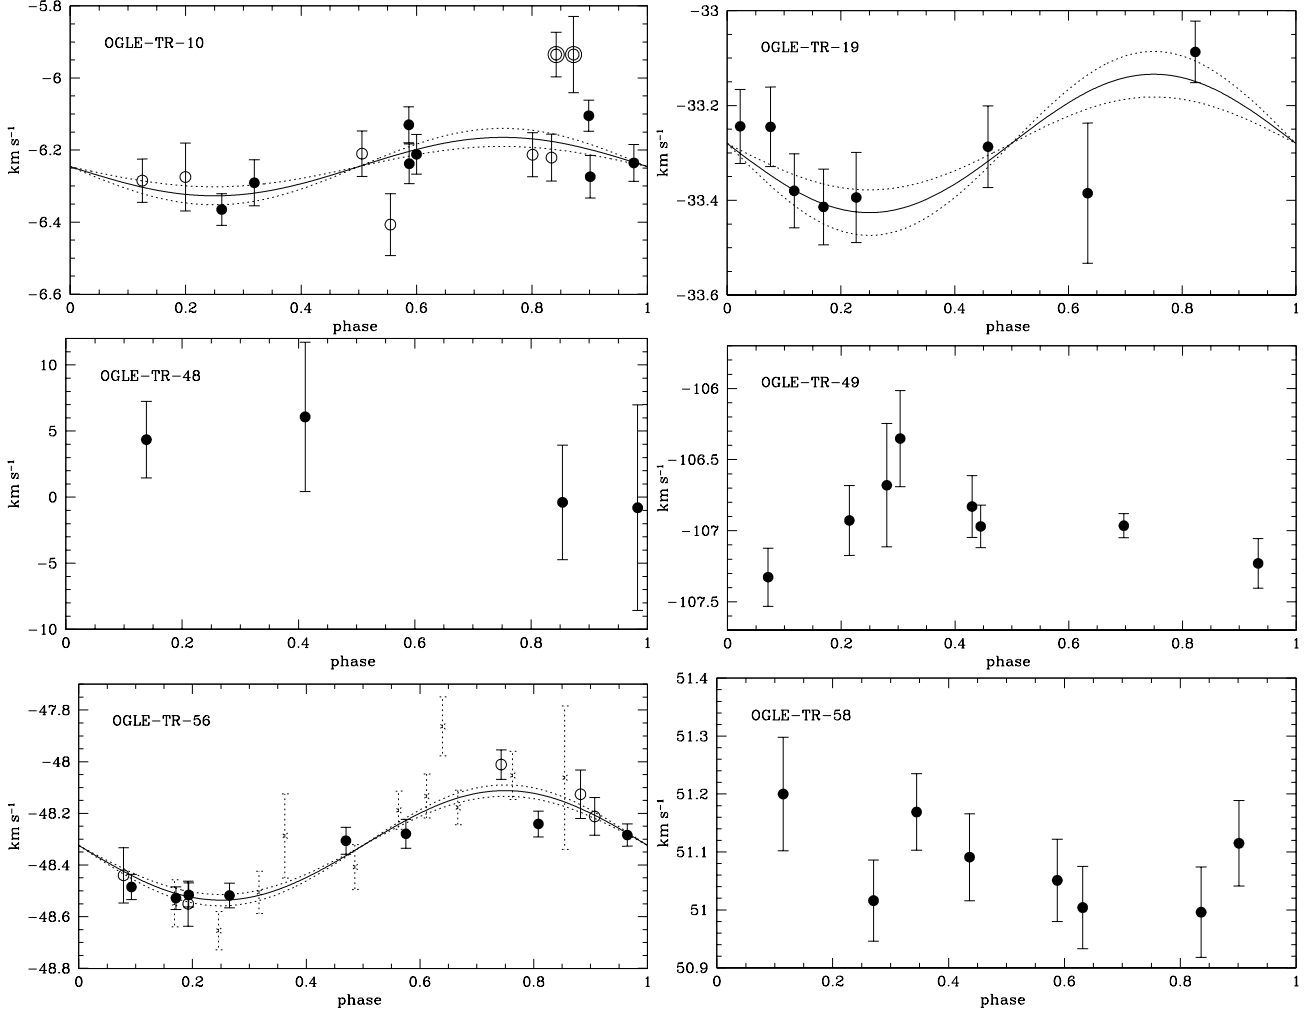 OGLE-TR-10
km s⁻¹
-5.8
-6
-6.2
-6.4
-6.6
0 0.2 0.4 0.6 0.8 1
phase
OGLE-TR-19
km s⁻¹
-33
-33.2
-33.4
-33.6
0 0.2 0.4 0.6 0.8 1
phase
OGLE-TR-48
km s⁻¹
10
5
0
-5
-10
0 0.2 0.4 0.6 0.8 1
phase
OGLE-TR-49
km s⁻¹
-106
-106.5
-107
-107.5
0 0.2 0.4 0.6 0.8 1
phase
OGLE-TR-56
km s⁻¹
-47.8
-48
-48.2
-48.4
-48.6
-48.8
0 0.2 0.4 0.6 0.8 1
phase
OGLE-TR-58
km s⁻¹
51.4
51.3
51.2
51.1
51
50.9
0 0.2 0.4 0.6 0.8 1
phase